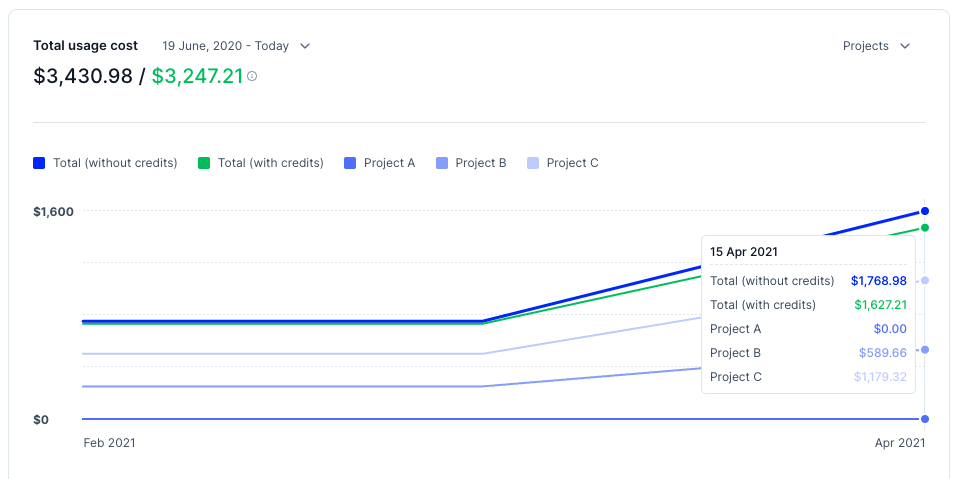 Total usage cost 19 June, 2020 - Today Projects
$3,430.98 / $3,247.21
Total (without credits) Total (with credits) Project A Project B Project C
$1,600
15 Apr 2021
Total (without credits) $1,768.98
Total (with credits) $1,627.21
Project A $0.00
Project B $589.66
Project C $1,179.32
$0
Feb 2021 Apr 2021